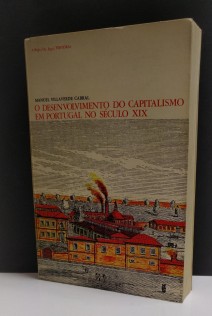 MANUEL VILLAVERDE CABRAL
O DESENVOLVIMENTO DO CAPITALISMO
EM PORTUGAL NO SÉCULO XIX